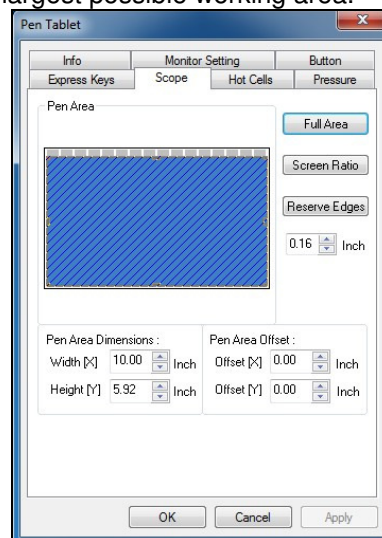 largest possible working area.
Pen Tablet
Info Monitor Setting Button
Express Keys Scope Hot Cells Pressure
Pen Area
Full Area
Screen Ratio
Reserve Edges
0.16 Inch
Pen Area Dimensions : Pen Area Offset :
Width [X] 10.00 Inch Offset [X] 0.00 Inch
Height [Y] 5.92 Inch Offset [Y] 0.00 Inch
OK Cancel Apply